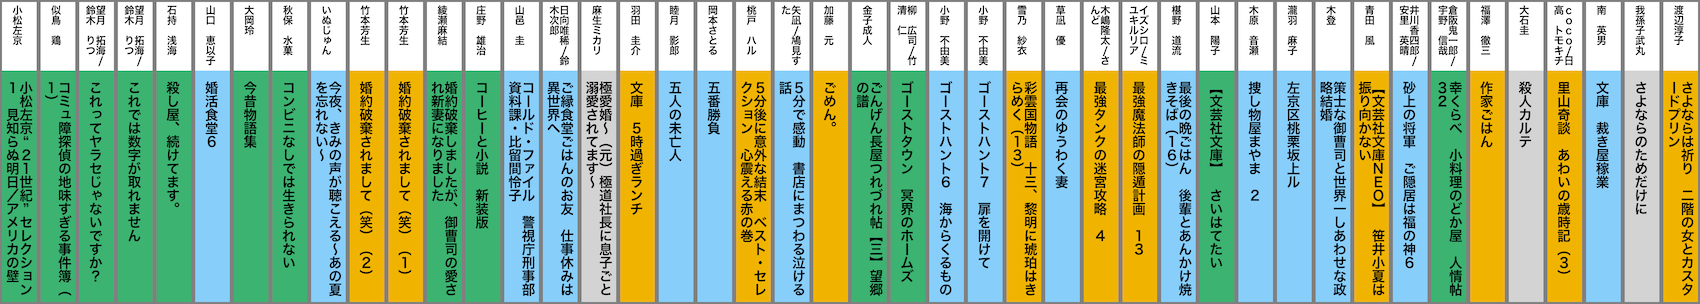 渡辺淳子
さよならは祈り　二階の女とカスタ
ードプリン
我孫子武丸
さよならのためだけに
南　英男
文庫　裁き屋稼業
ｃｏｃｏ/日
高　トモキチ
里山奇談　あわいの歳時記（３）
大石圭
殺人カルテ
福澤　徹三
作家ごはん
倉阪鬼一郎/
宇野　信哉
幸くらべ　小料理のどか屋　人情帖
３２
井川香四郎/
安里　英晴
砂上の将軍　ご隠居は福の神６
青田　風
【文芸社文庫ＮＥＯ】　笹井小夏は
振り向かない
木登
策士な御曹司と世界一しあわせな政
略結婚
瀧羽　麻子
左京区桃栗坂上ル
木原　音瀬
捜し物屋まやま　２
山本　陽子
【文芸社文庫】　さいはてたい
椹野　道流
最後の晩ごはん　後輩とあんかけ焼
きそば（１６）
イズシロ/ミ
ユキルリア
最強魔法師の隠遁計画　１３
木嶋隆太/さ
んど
最強タンクの迷宮攻略　４
草凪　優
再会のゆうわく妻
雪乃　紗衣
彩雲国物語　十三、黎明に琥珀はき
らめく（１３）
小野　不由美
ゴーストハント７　扉を開けて
小野　不由美
ゴーストハント６　海からくるもの
柳　広司/竹
清　仁
ゴーストタウン　冥界のホームズ
金子成人
ごんげん長屋つれづれ帖【三】望郷
の譜
加藤　元
ごめん。
矢凪/鳩見す
た
５分で感動　書店にまつわる泣ける
話
桃戸　ハル
５分後に意外な結末　ベスト・セレ
クション　心震える赤の巻
岡本さとる
五番勝負
睦月　影郎
五人の未亡人
羽田　圭介
文庫　５時過ぎランチ
麻生ミカリ
極愛婚～（元）極道社長に息子ごと
溺愛されてます～
日向唯稀/鈴
木次郎
ご縁食堂ごはんのお友　仕事休みは
異世界へ
山邑　圭
コールド・ファイル　警視庁刑事部
資料課・比留間怜子
庄野　雄治
コーヒーと小説　新装版
綾瀬麻結
婚約破棄しましたが、御曹司の愛さ
れ新妻になりました
竹本芳生
婚約破棄されまして（笑）（１）
竹本芳生
婚約破棄されまして（笑）（２）
いぬじゅん
今夜、きみの声が聴こえる～あの夏
を忘れない～
秋保　水菓
コンビニなしでは生きられない
大岡玲
今昔物語集
山口　恵以子
婚活食堂６
石持　浅海
殺し屋、続けてます。
望月　拓海/
鈴木　りつ
これでは数字が取れません
望月　拓海/
鈴木　りつ
これってヤラセじゃないですか？
似鳥　鶏
コミュ障探偵の地味すぎる事件簿（
１）
小松左京
小松左京“２１世紀”セレクション
１　見知らぬ明日/アメリカの壁